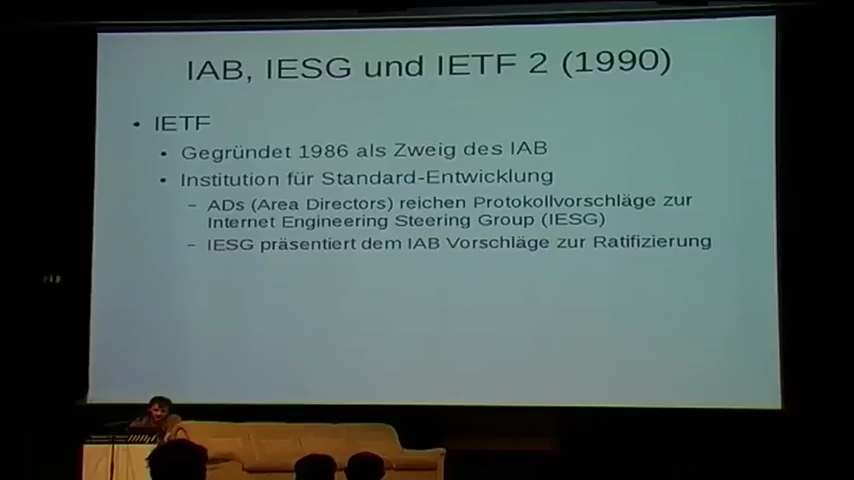 IAB, IESG und IETF 2 (1990)
• IETF
• Gegründet 1986 als Zweig des IAB
• Institution für Standard-Entwicklung
– ADs (Area Directors) reichen Protokollvorschläge zur
Internet Engineering Steering Group (IESG)
– IESG präsentiert dem IAB Vorschläge zur Ratifizierung